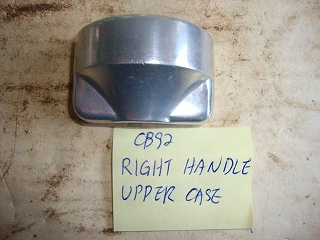 CB92
RIGHT HANDLE
UPPER CASE